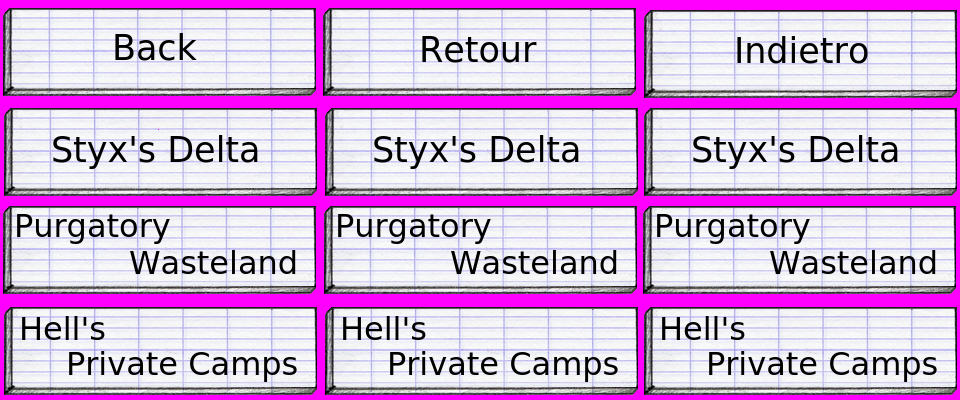 Back
Retour
Indietro
Styx's Delta
Styx's Delta
Styx's Delta
Purgatory
Wasteland
Purgatory
Wasteland
Purgatory
Wasteland
Hell's
Private Camps
Hell's
Private Camps
Hell's
Private Camps